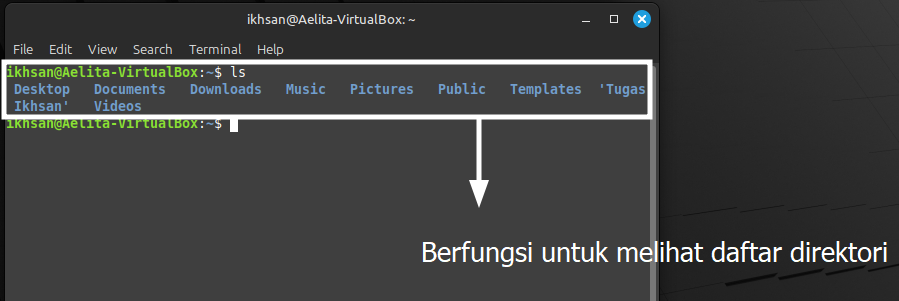 ikhsan@Aelita-VirtualBox: ~
File Edit View Search Terminal Help
ikhsan@Aelita-VirtualBox:~$ ls
Desktop Documents Downloads Music Pictures Public Templates 'Tugas
Ikhsan' Videos
ikhsan@Aelita-VirtualBox:~$
Berfungsi untuk melihat daftar direktori